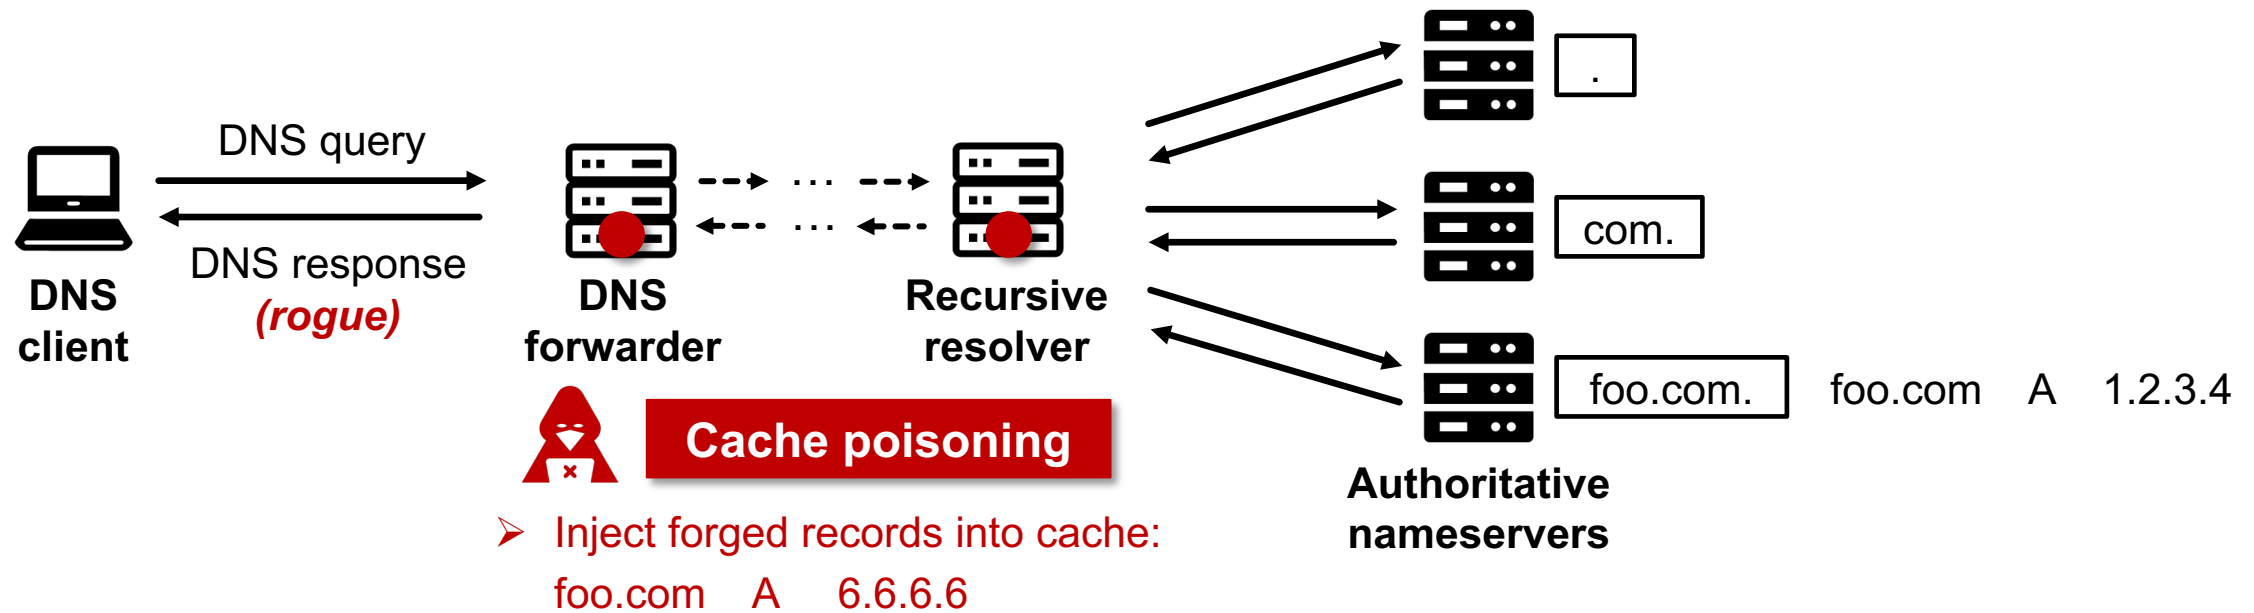 DNS query
DNS response
(rogue)
DNS
client
...
...
DNS
forwarder
Recursive
resolver
Cache poisoning
➢ Inject forged records into cache:
foo.com A 6.6.6.6
.
com.
foo.com. foo.com A 1.2.3.4
Authoritative
nameservers